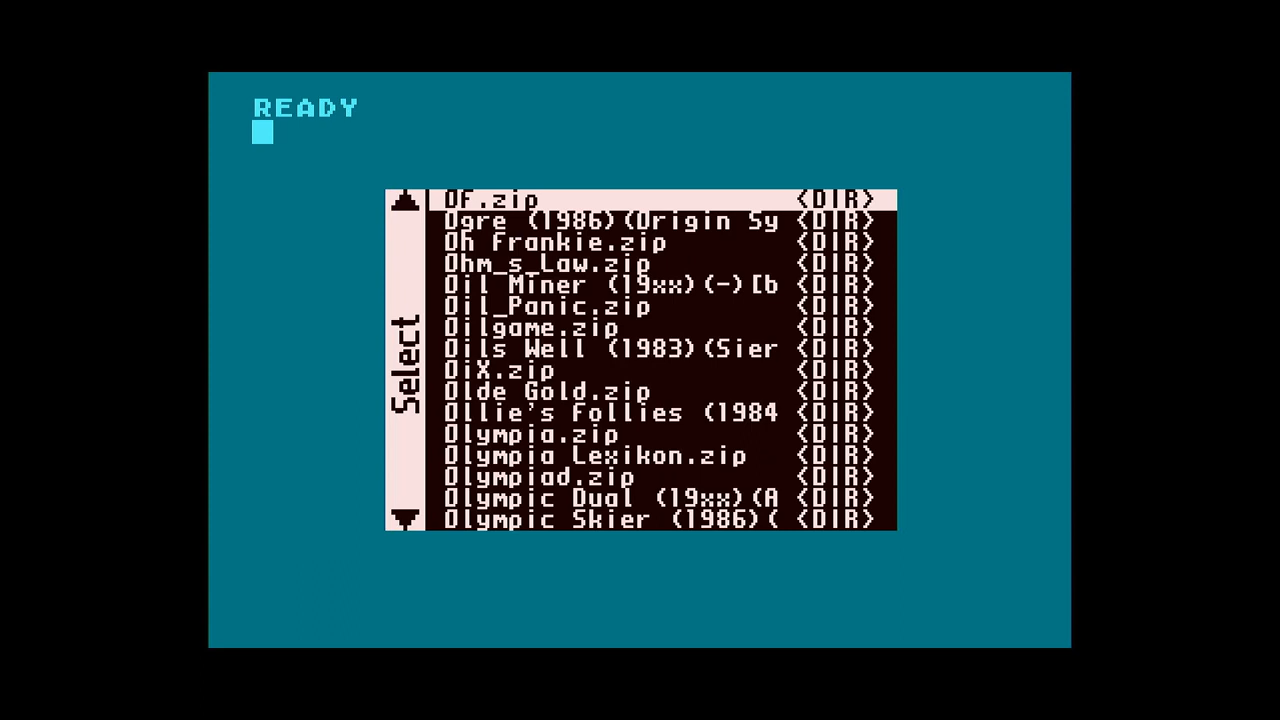 READY
OF.zip <DIR>
Ogre (1986)(Origin Sy <DIR>
Oh Frankie.zip <DIR>
Ohm_s_Law.zip <DIR>
Oil Miner (19xx)(-)[b <DIR>
Oil_Panic.zip <DIR>
Oilgame.zip <DIR>
Oils Well (1983)(Sier <DIR>
OiX.zip <DIR>
Olde Gold.zip <DIR>
Ollie's Follies (1984 <DIR>
Olympia.zip <DIR>
Olympia Lexikon.zip <DIR>
Olympiad.zip <DIR>
Olympic Dual (19xx)(A <DIR>
Olympic Skier (1986)( <DIR>
Select